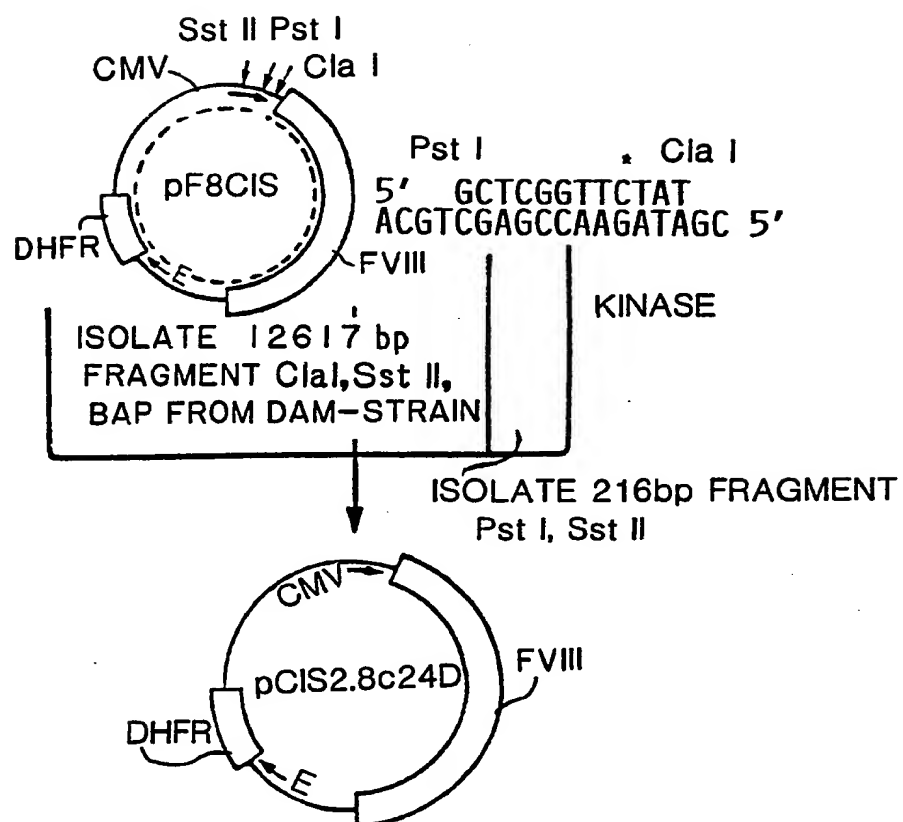 Sst II Pst I
CMV
Cla I
pF8CIS
DHFR
E
FVIII
Pst I * Cla I
5' GCTCGGTTCTAT
ACGTCGAGCCAAGATAGC 5'
KINASE
ISOLATE 12617 bp
FRAGMENT ClaI, Sst II,
BAP FROM DAM-STRAIN
ISOLATE 216bp FRAGMENT
Pst I, Sst II
CMV
pCIS2.8c24D
FVIII
DHFR
E